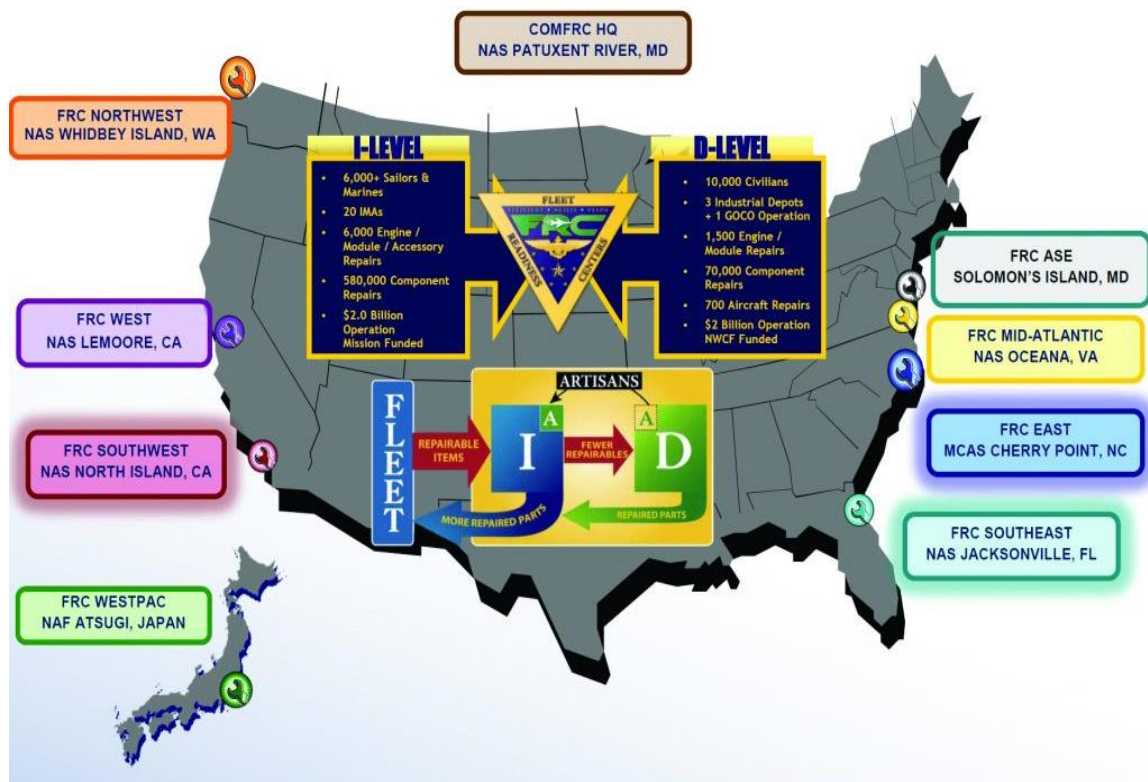 COMFRC HQ
NAS PATUXENT RIVER, MD
FRC NORTHWEST
NAS WHIDBEY ISLAND, WA
I-LEVEL
• 6,000+ Sailors &
Marines
• 20 IMAs
• 6,000 Engine /
Module / Accessory
Repairs
• 580,000 Component
Repairs
• $2.0 Billion
Operation
Mission Funded
FLEET
EFFICIENT • AGILE • READY
FRC
READINESS
CENTERS
D-LEVEL
• 10,000 Civilians
• 3 Industrial Depots
+ 1 GOCO Operation
• 1,500 Engine /
Module Repairs
• 70,000 Component
Repairs
• 700 Aircraft Repairs
• $2 Billion Operation
NWCF Funded
FRC ASE
SOLOMON'S ISLAND, MD
FRC WEST
NAS LEMOORE, CA
FRC MID-ATLANTIC
NAS OCEANA, VA
FRC SOUTHWEST
NAS NORTH ISLAND, CA
FRC EAST
MCAS CHERRY POINT, NC
FLEET
ARTISANS
REPAIRABLE
ITEMS
I
A
FEWER
REPAIRABLES
A
D
MORE REPAIRED PARTS
REPAIRED PARTS
FRC SOUTHEAST
NAS JACKSONVILLE, FL
FRC WESTPAC
NAF ATSUGI, JAPAN